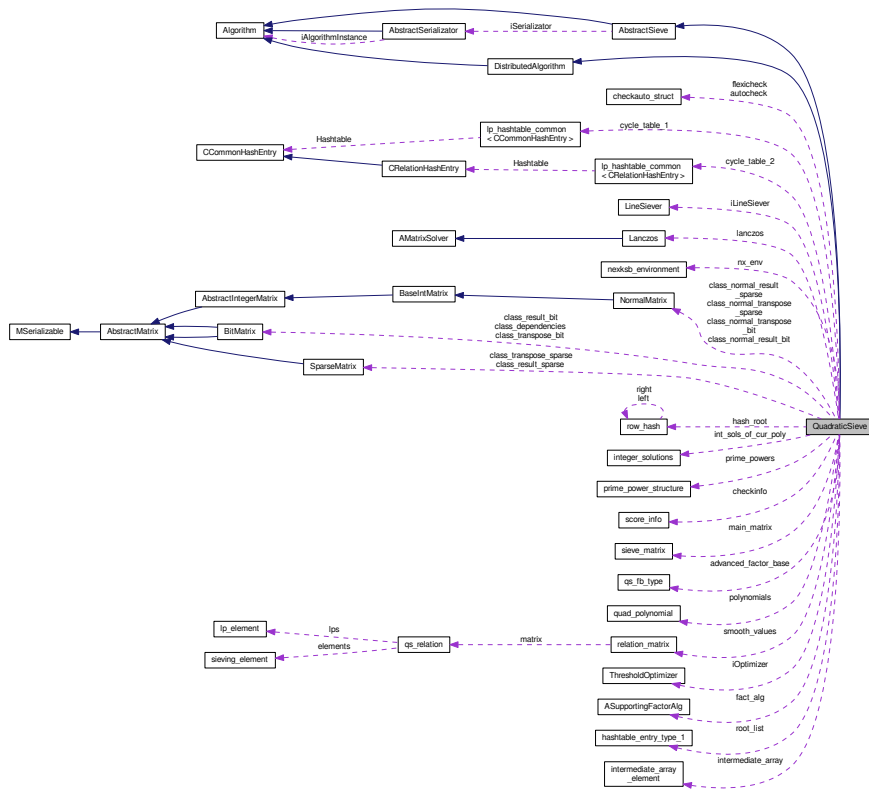 Algorithm
iAlgorithmInstance
AbstractSerializator
iSerializator
AbstractSieve
DistributedAlgorithm
checkauto_struct
flexicheck
autocheck
CCommonHashEntry
Hashtable
lp_hashtable_common
< CCommonHashEntry >
cycle_table_1
CRelationHashEntry
Hashtable
lp_hashtable_common
< CRelationHashEntry >
cycle_table_2
LineSiever
iLineSiever
AMatrixSolver
Lanczos
lanczos
nexksb_environment
nx_env
AbstractIntegerMatrix
BaseIntMatrix
NormalMatrix
class_normal_result
_sparse
class_normal_transpose
_sparse
class_normal_transpose
_bit
class_normal_result_bit
MSerializable
AbstractMatrix
BitMatrix
class_result_bit
class_dependencies
class_transpose_bit
SparseMatrix
class_transpose_sparse
class_result_sparse
right
left
row_hash
hash_root
QuadraticSieve
int_sols_of_cur_poly
integer_solutions
prime_powers
prime_power_structure
checkinfo
score_info
main_matrix
sieve_matrix
advanced_factor_base
qs_fb_type
polynomials
quad_polynomial
lp_element
lps
sieving_element
elements
qs_relation
matrix
relation_matrix
smooth_values
iOptimizer
ThresholdOptimizer
fact_alg
ASupportingFactorAlg
root_list
hashtable_entry_type_1
intermediate_array
intermediate_array
_element